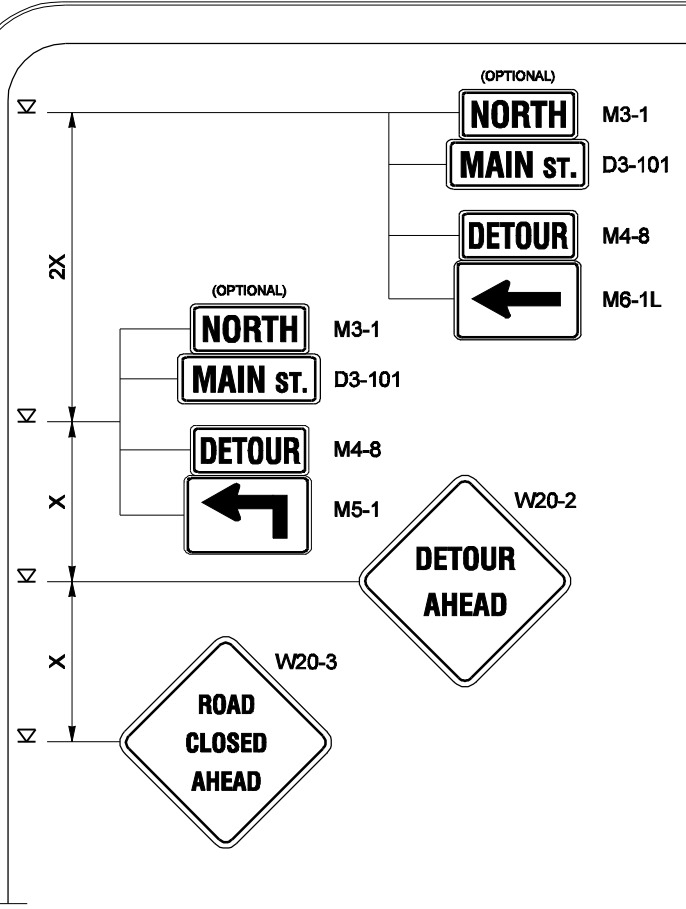 (OPTIONAL)
NORTH M3-1
MAIN ST. D3-101
DETOUR M4-8
M6-1L
2X
(OPTIONAL)
NORTH M3-1
MAIN ST. D3-101
DETOUR M4-8
M5-1
X
W20-2
DETOUR
AHEAD
X
W20-3
ROAD
CLOSED
AHEAD